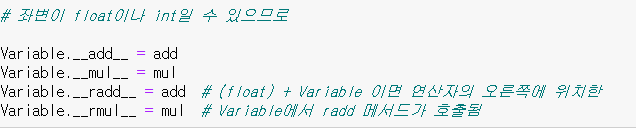 # 좌변이 float이나 int일 수 있으므로
Variable.__add__ = add
Variable.__mul__ = mul
Variable.__radd__ = add  # (float) + Variable 이면 연산자의 오른쪽에 위치한
Variable.__rmul__ = mul  # Variable에서 radd 메서드가 호출됨